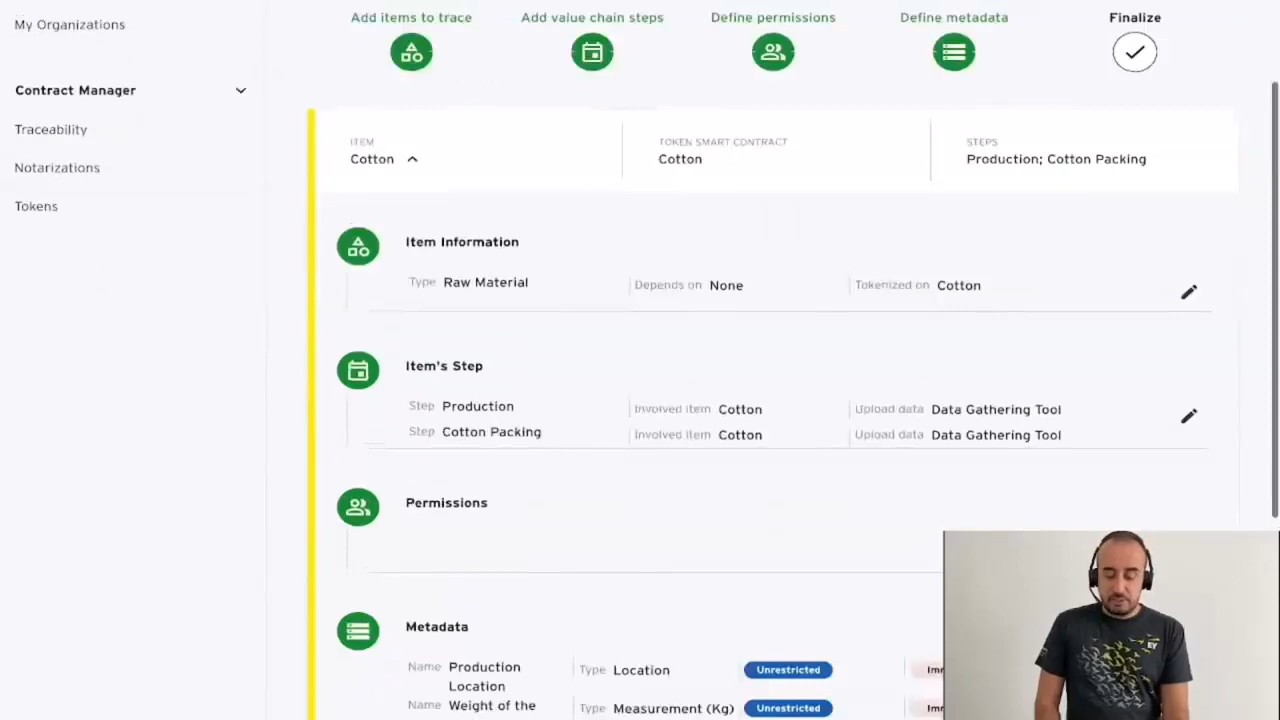 My Organizations
Contract Manager
Traceability
Notarizations
Tokens
Add items to trace
Add value chain steps
Define permissions
Define metadata
Finalize
ITEM
Cotton
TOKEN SMART CONTRACT
Cotton
STEPS
Production; Cotton Packing
Item Information
Type Raw Material
Depends on None
Tokenized on Cotton
Item's Step
Step Production Involved item Cotton Upload data Data Gathering Tool
Step Cotton Packing Involved item Cotton Upload data Data Gathering Tool
Permissions
Metadata
Name Production Location Type Location Unrestricted
Name Weight of the Type Measurement (Kg) Unrestricted
EY